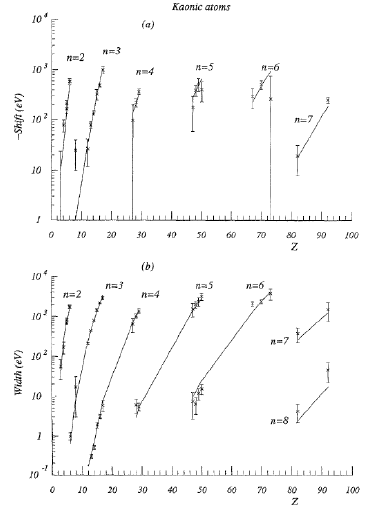 Kaonic atoms
(a)
10^4
10^3
10^2
10
1
−Shift (eV)
n=2
n=3
n=4
n=5
n=6
n=7
0 10 20 30 40 50 60 70 80 90 100
Z
(b)
10^4
10^3
10^2
10
1
10^-1
Width (eV)
n=2
n=3
n=4
n=5
n=6
n=7
n=8
0 10 20 30 40 50 60 70 80 90 100
Z